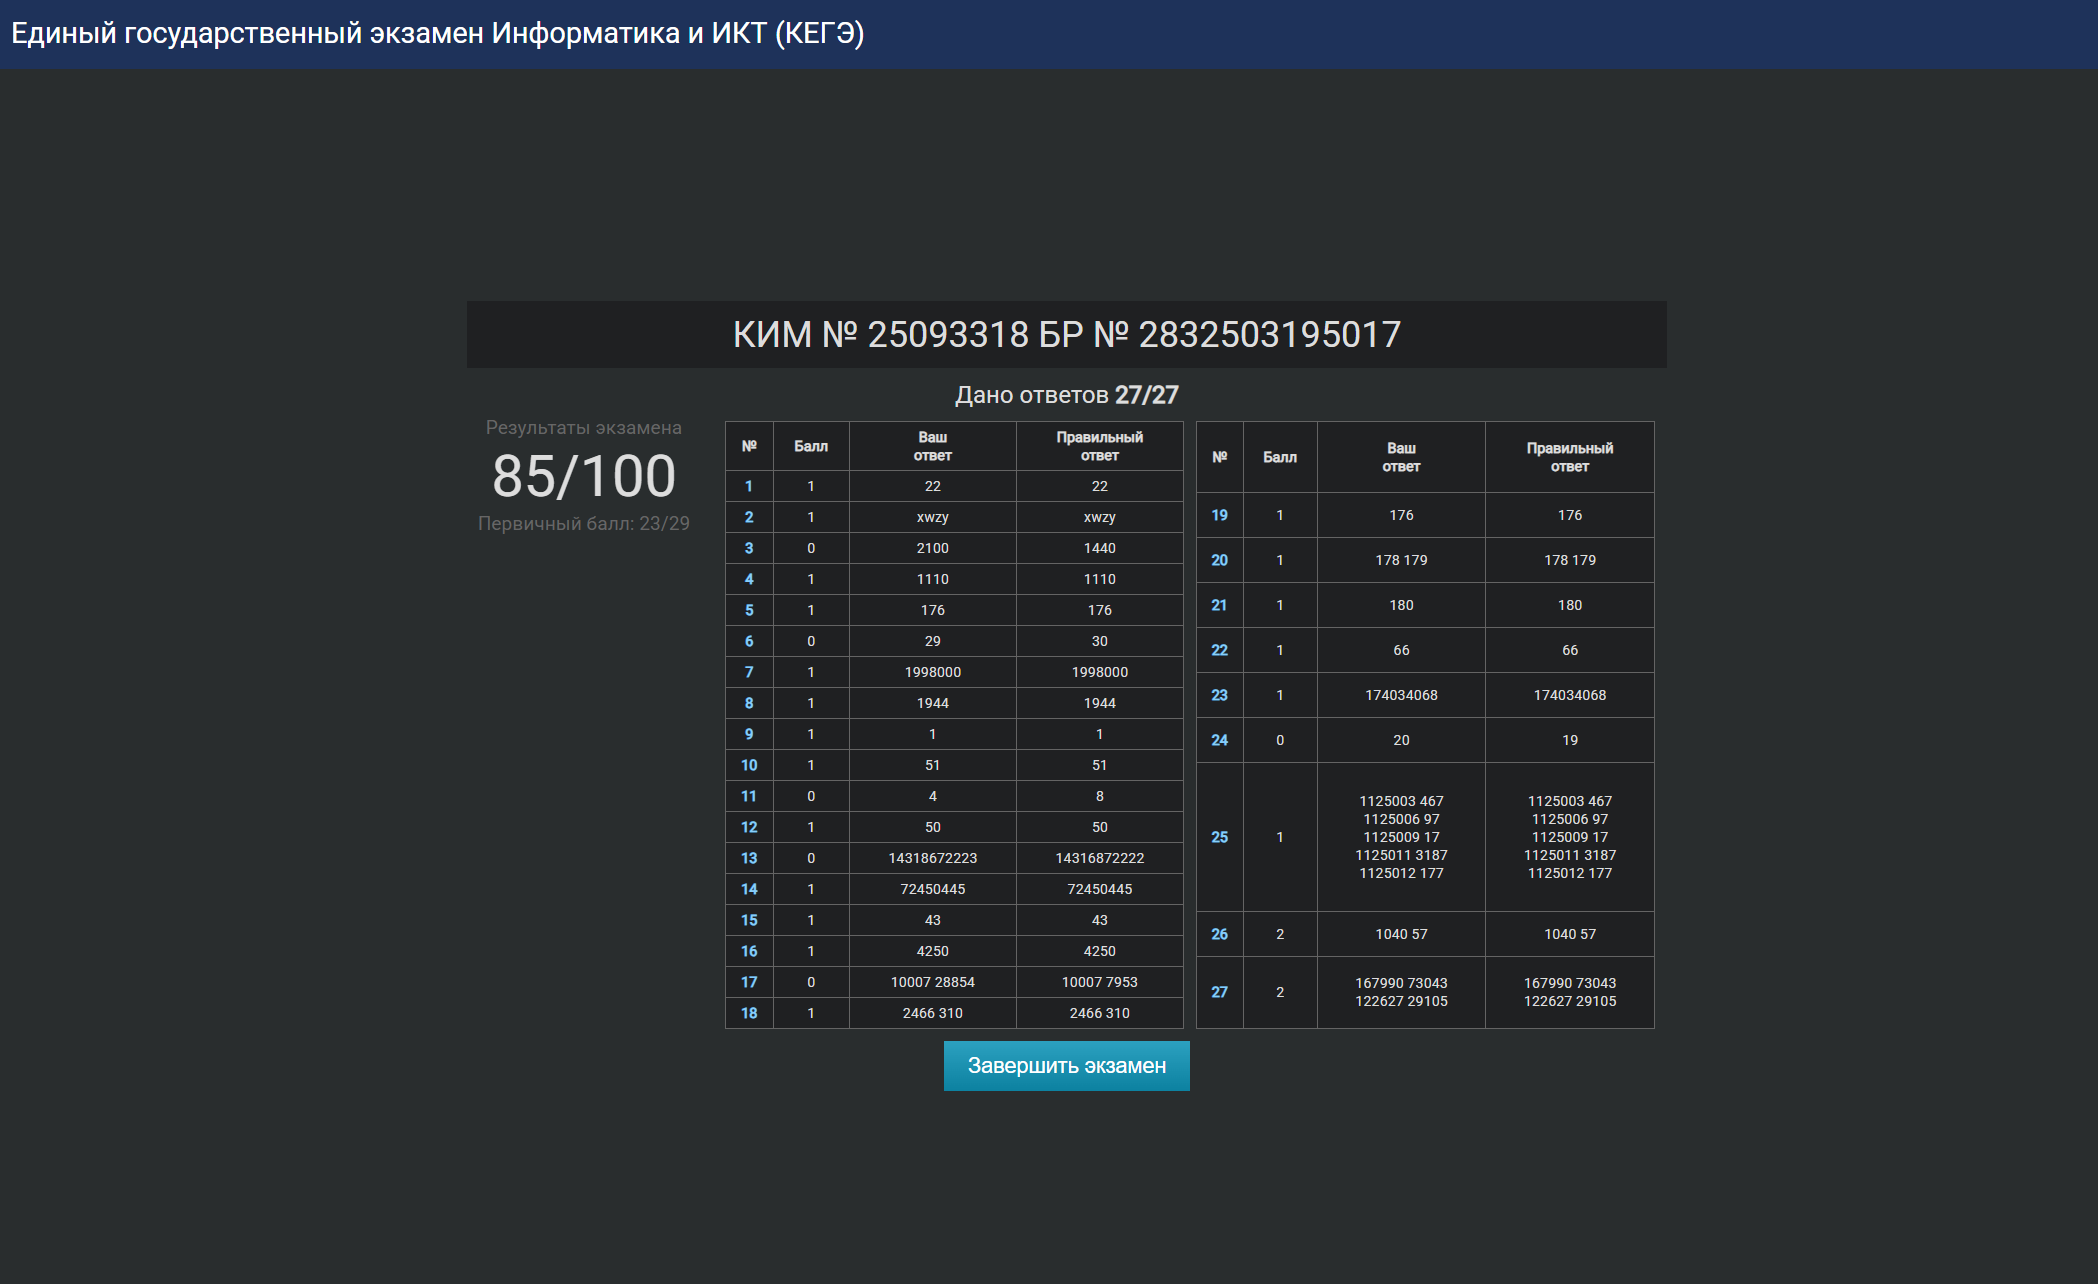 Единый государственный экзамен Информатика и ИКТ (КЕГЭ)
КИМ № 25093318 БР № 2832503195017
Дано ответов 27/27
Результаты экзамена
85/100
Первичный балл: 23/29
№ Балл Ваш ответ Правильный ответ
1 1 22 22
2 1 xwzy xwzy
3 0 2100 1440
4 1 1110 1110
5 1 176 176
6 0 29 30
7 1 1998000 1998000
8 1 1944 1944
9 1 1 1
10 1 51 51
11 0 4 8
12 1 50 50
13 0 14318672223 14316872222
14 1 72450445 72450445
15 1 43 43
16 1 4250 4250
17 0 10007 28854 10007 7953
18 1 2466 310 2466 310
№ Балл Ваш ответ Правильный ответ
19 1 176 176
20 1 178 179 178 179
21 1 180 180
22 1 66 66
23 1 174034068 174034068
24 0 20 19
25 1 1125003 467 1125003 467
1125006 97 1125006 97
1125009 17 1125009 17
1125011 3187 1125011 3187
1125012 177 1125012 177
26 2 1040 57 1040 57
27 2 167990 73043 167990 73043
122627 29105 122627 29105
Завершить экзамен